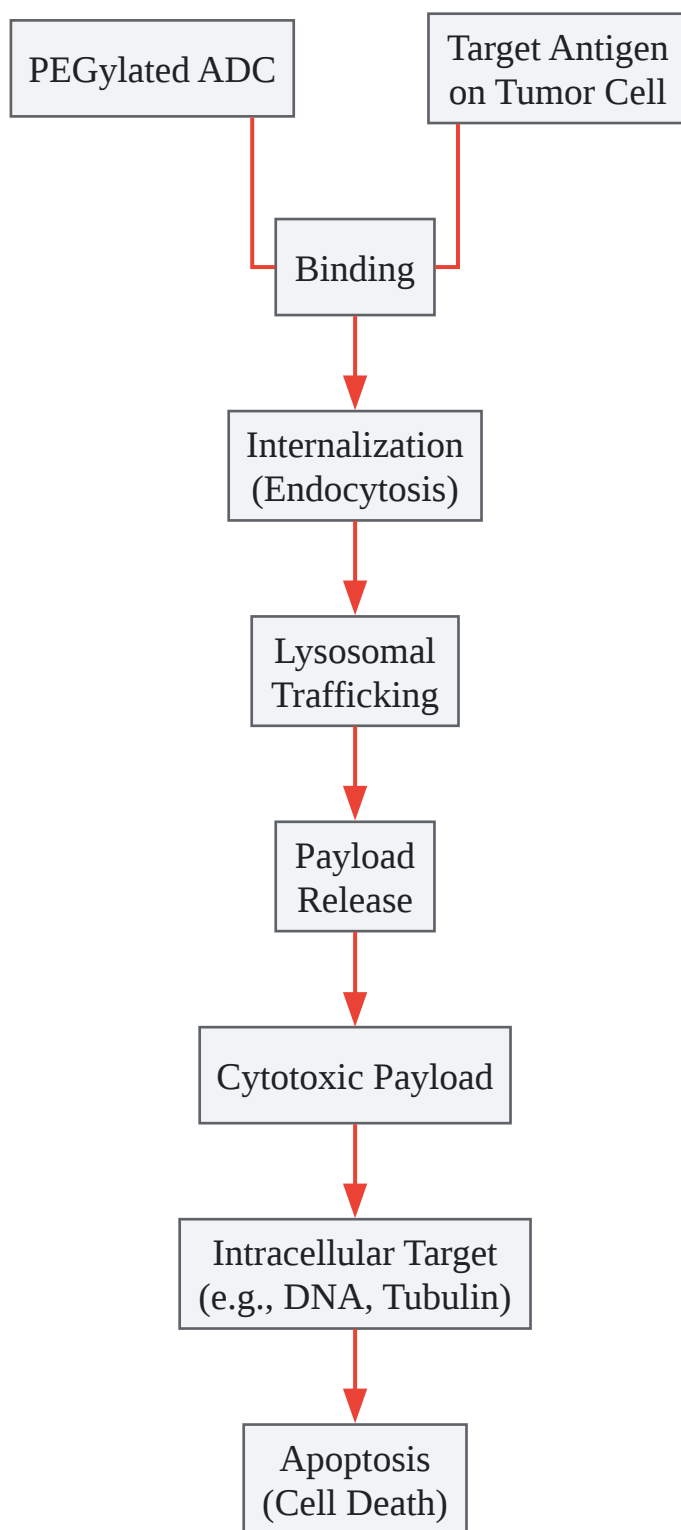 PEGylated ADC
Target Antigen
on Tumor Cell
Binding
Internalization
(Endocytosis)
Lysosomal
Trafficking
Payload
Release
Cytotoxic Payload
Intracellular Target
(e.g., DNA, Tubulin)
Apoptosis
(Cell Death)